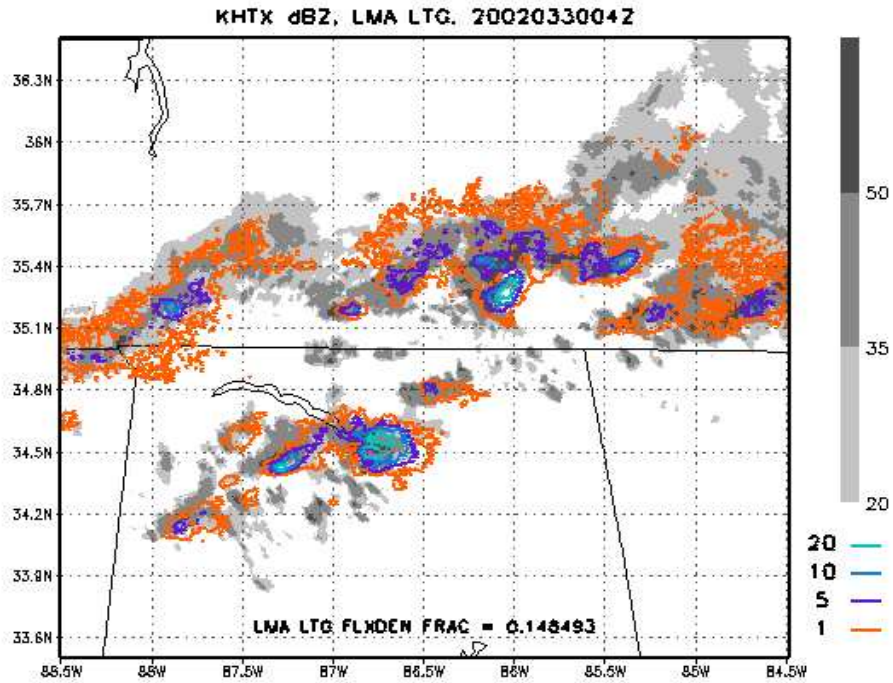 KHTX dBZ, LMA LTG, 2002033004Z
36.3N
36N
35.7N
35.4N
35.1N
34.8N
34.5N
34.2N
33.9N
33.6N
88.5W 88W 87.5W 87W 86.5W 86W 85.5W 85W 84.5W
LMA LTG FLXDEN FRAC = 0.148493
50
35
20
20
10
5
1